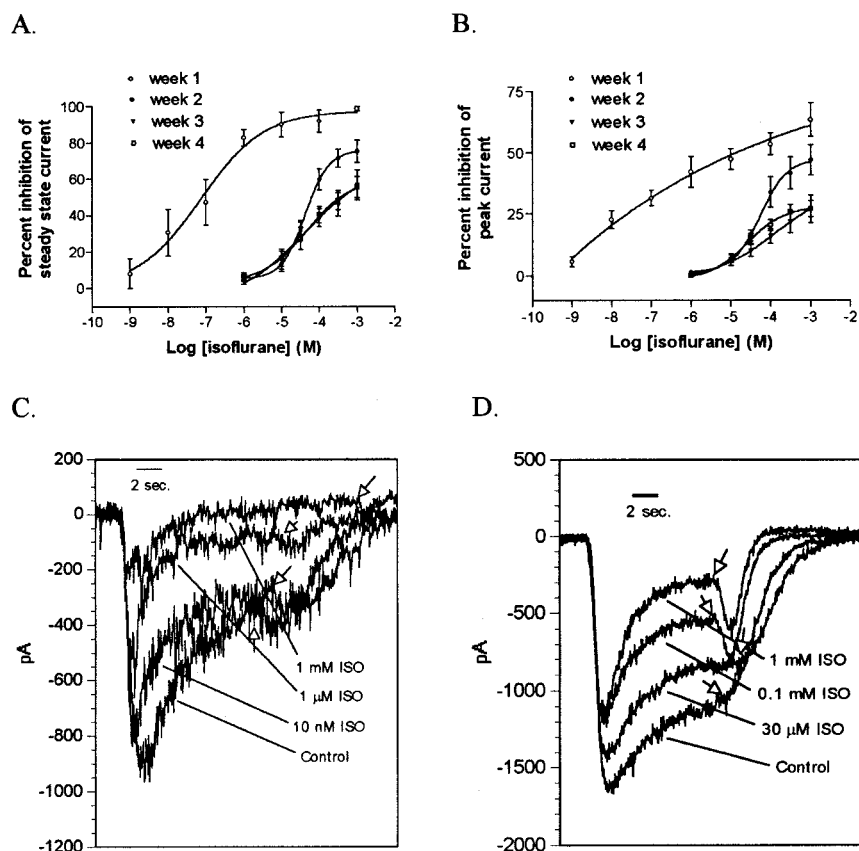 A.
week 1
week 2
week 3
week 4
Percent inhibition of
steady state current
100
80
60
40
20
0
-10 -9 -8 -7 -6 -5 -4 -3 -2
Log [isoflurane] (M)
B.
week 1
week 2
week 3
week 4
Percent inhibition of
peak current
75
50
25
0
-10 -9 -8 -7 -6 -5 -4 -3 -2
Log [isoflurane] (M)
C.
200
0
-200
-400
-600
-800
-1000
-1200
pA
2 sec.
1 mM ISO
1 µM ISO
10 nM ISO
Control
D.
500
0
-500
-1000
-1500
-2000
pA
2 sec.
1 mM ISO
0.1 mM ISO
30 µM ISO
Control